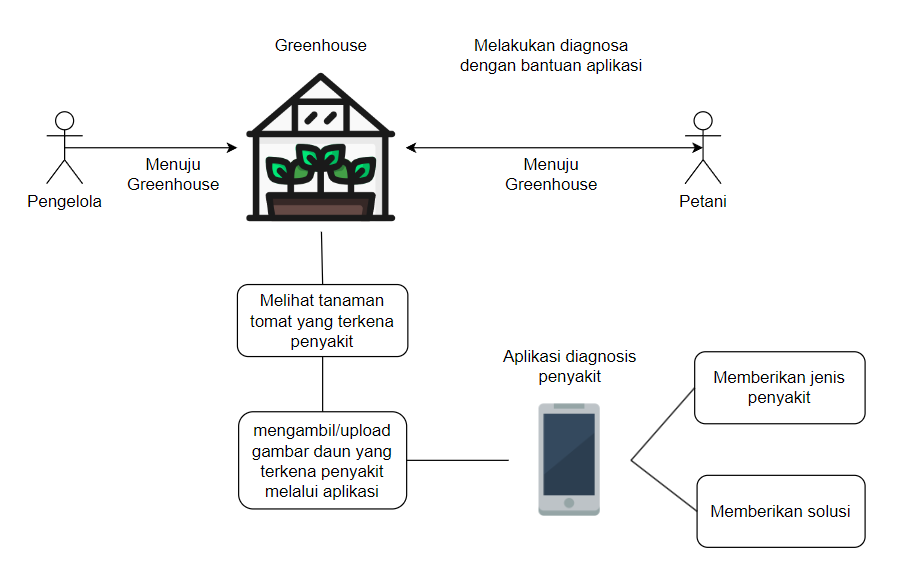 Greenhouse
Melakukan diagnosa
dengan bantuan aplikasi
Pengelola
Menuju
Greenhouse
Menuju
Greenhouse
Petani
Melihat tanaman
tomat yang terkena
penyakit
mengambil/upload
gambar daun yang
terkena penyakit
melalui aplikasi
Aplikasi diagnosis
penyakit
Memberikan jenis
penyakit
Memberikan solusi